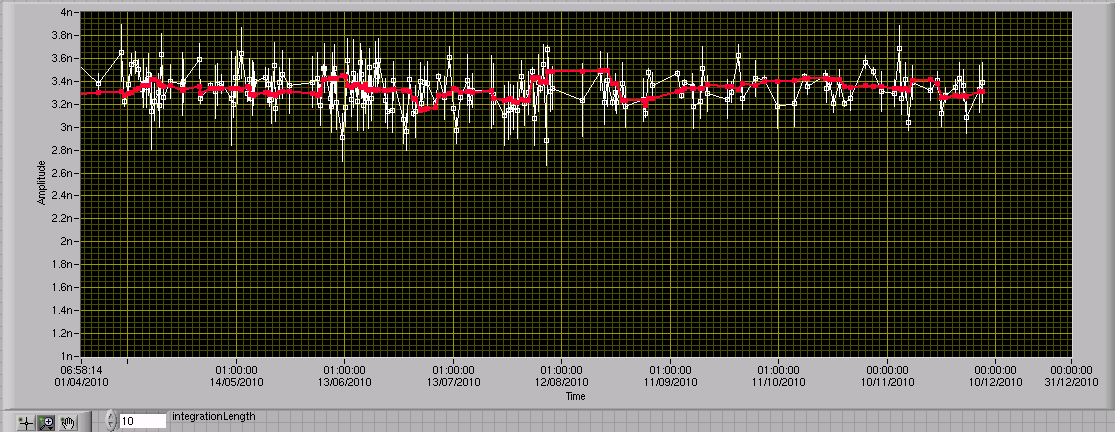 4n
3.8n
3.6n
3.4n
3.2n
3n
2.8n
2.6n
2.4n
2.2n
2n
1.8n
1.6n
1.4n
1.2n
1n
Amplitude
06:58:14 01:00:00 01:00:00 01:00:00 01:00:00 01:00:00 01:00:00 00:00:00 00:00:00 00:00:00
01/04/2010 14/05/2010 13/06/2010 13/07/2010 12/08/2010 11/09/2010 11/10/2010 10/11/2010 10/12/2010 31/12/2010
Time
10 integrationLength